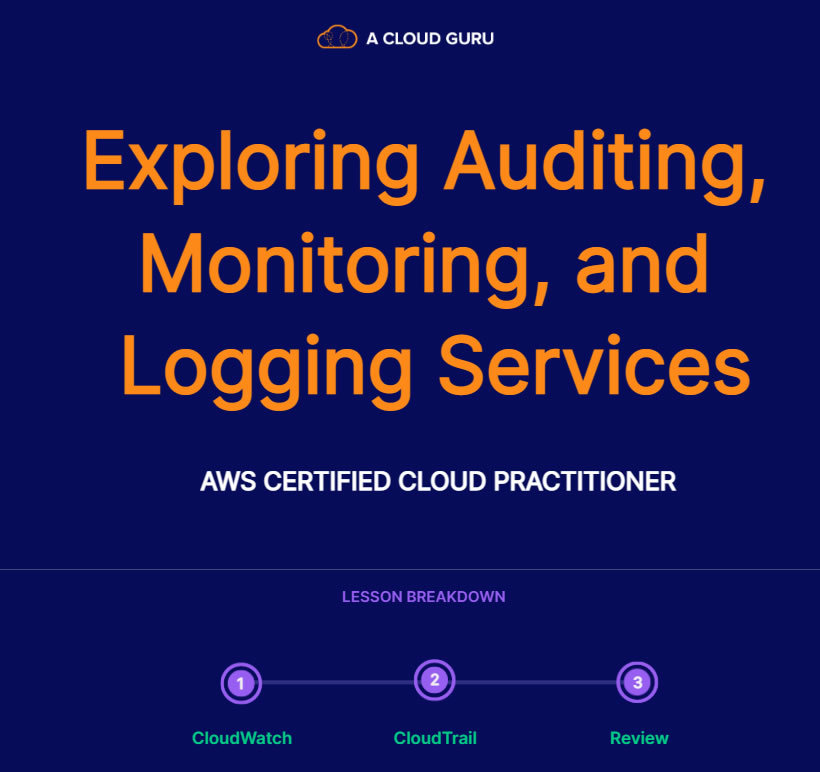 A CLOUD GURU
Exploring Auditing,
Monitoring, and
Logging Services
AWS CERTIFIED CLOUD PRACTITIONER
LESSON BREAKDOWN
1 2 3
CloudWatch CloudTrail Review